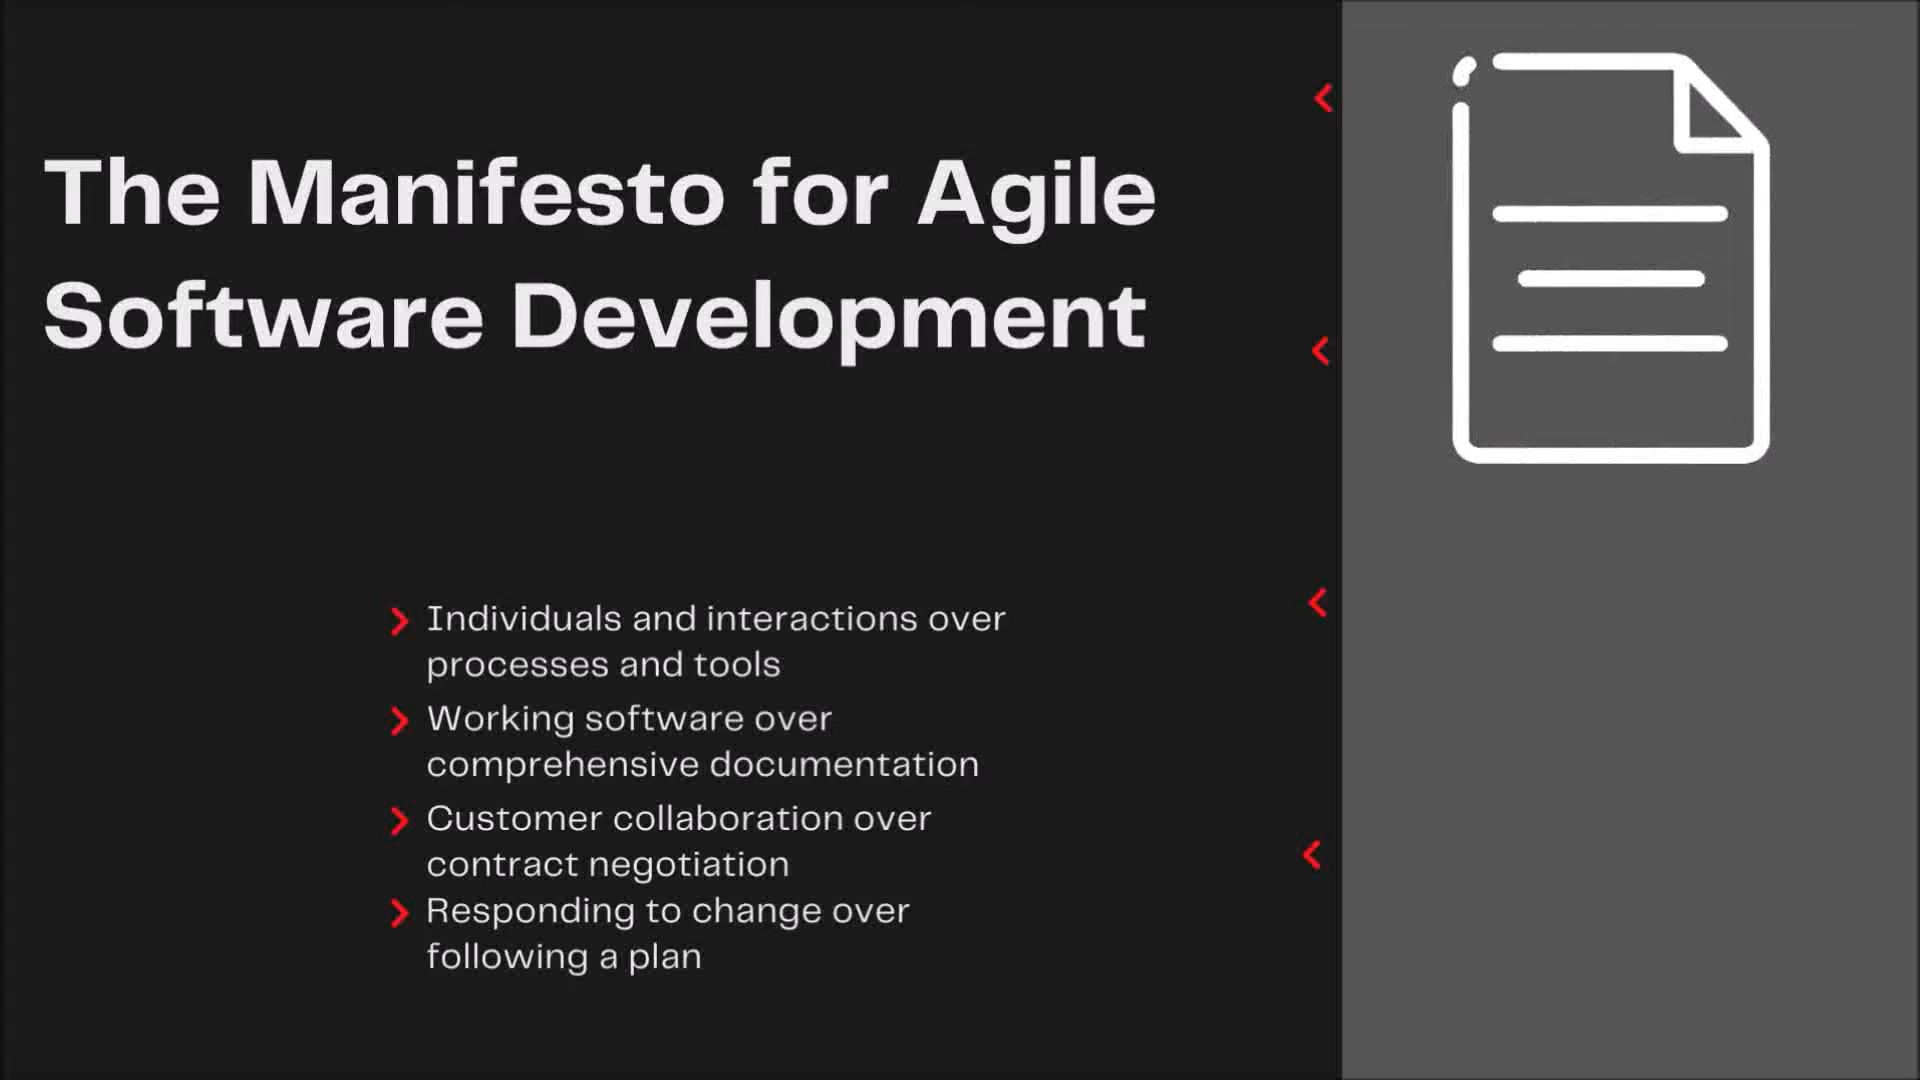 The Manifesto for Agile
Software Development
Individuals and interactions over
processes and tools
Working software over
comprehensive documentation
Customer collaboration over
contract negotiation
Responding to change over
following a plan